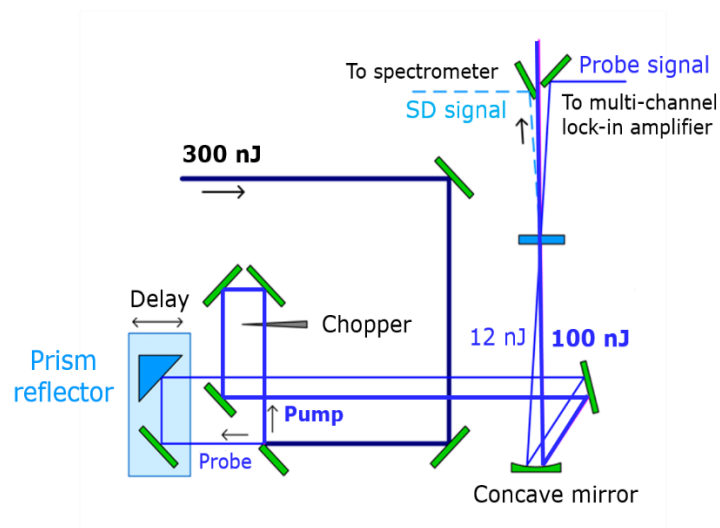 To spectrometer
Probe signal
SD signal
To multi-channel
lock-in amplifier
300 nJ
Delay
Chopper
Prism
reflector
12 nJ
100 nJ
Pump
Probe
Concave mirror